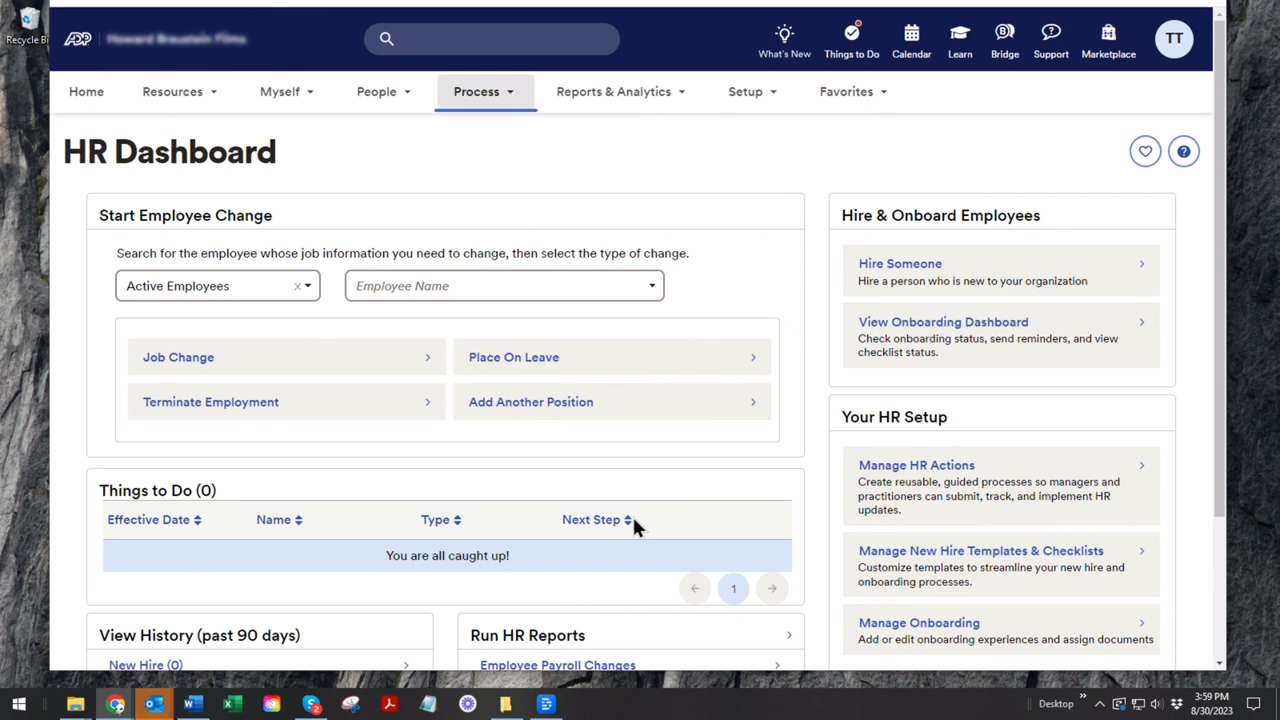 Recycle Bi
ADP
What's New
Things to Do
Calendar
Learn
Bridge
Support
Marketplace
TT
Home
Resources
Myself
People
Process
Reports & Analytics
Setup
Favorites
HR Dashboard
Start Employee Change
Search for the employee whose job information you need to change, then select the type of change.
Active Employees
Employee Name
Job Change
Place On Leave
Terminate Employment
Add Another Position
Things to Do (0)
Effective Date
Name
Type
Next Step
You are all caught up!
1
View History (past 90 days)
New Hire (0)
Run HR Reports
Employee Payroll Changes
Hire & Onboard Employees
Hire Someone
Hire a person who is new to your organization
View Onboarding Dashboard
Check onboarding status, send reminders, and view
checklist status.
Your HR Setup
Manage HR Actions
Create reusable, guided processes so managers and
practitioners can submit, track, and implement HR
updates.
Manage New Hire Templates & Checklists
Customize templates to streamline your new hire and
onboarding processes.
Manage Onboarding
Add or edit onboarding experiences and assign documents
Desktop
3:59 PM
8/30/2023